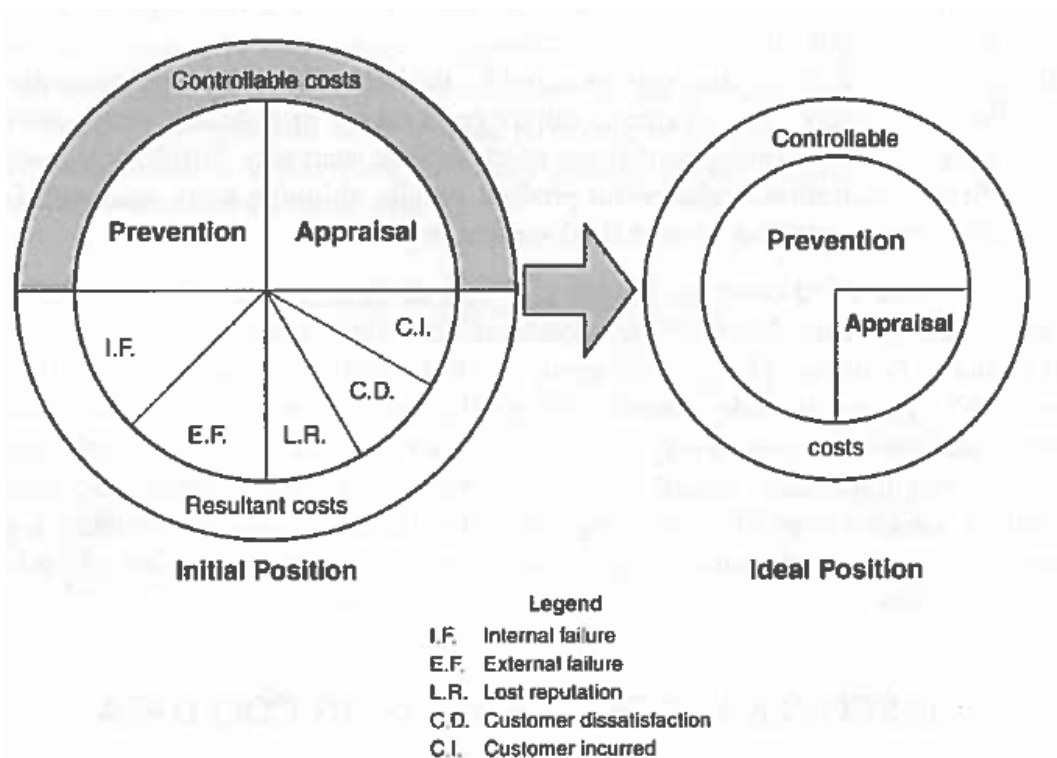 Controllable costs
Prevention
Appraisal
I.F.
E.F.
L.R.
C.D.
C.I.
Resultant costs
Initial Position
Controllable
Prevention
Appraisal
costs
Ideal Position
Legend
I.F. Internal failure
E.F. External failure
L.R. Lost reputation
C.D. Customer dissatisfaction
C.I. Customer incurred